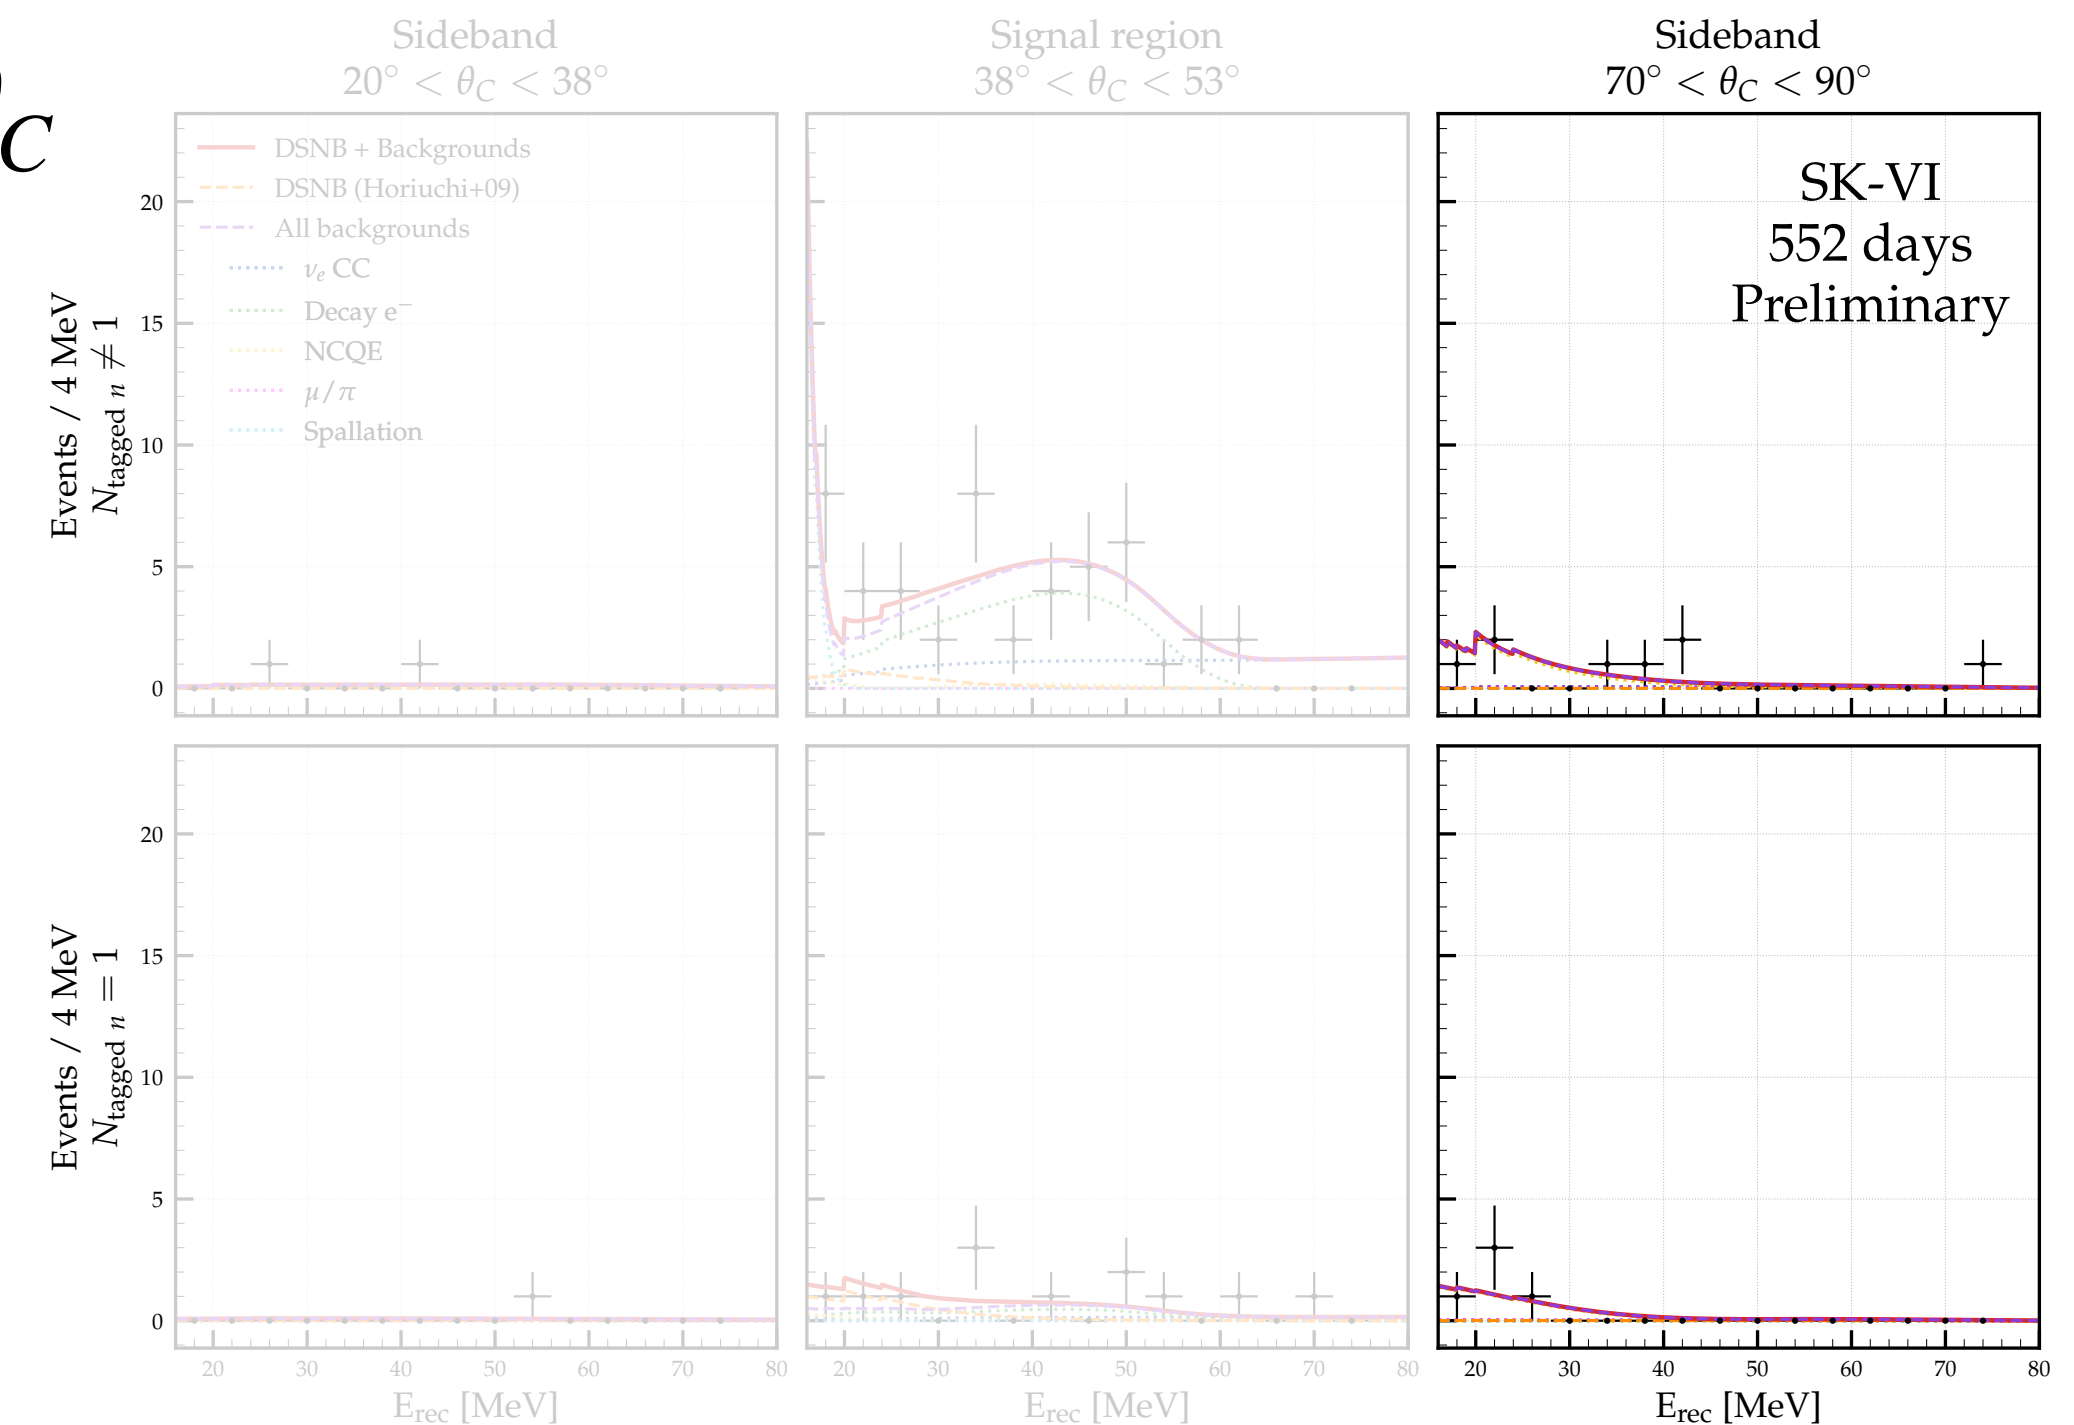 Sideband
20° < θ_C < 38°
Signal region
38° < θ_C < 53°
Sideband
70° < θ_C < 90°
)
C
DSNB + Backgrounds
DSNB (Horiuchi+09)
All backgrounds
ν_e CC
Decay e⁻
NCQE
μ/π
Spallation
SK-VI
552 days
Preliminary
Events / 4 MeV
N_tagged n ≠ 1
20
15
10
5
0
Events / 4 MeV
N_tagged n = 1
20
15
10
5
0
20 30 40 50 60 70 80
20 30 40 50 60 70 80
20 30 40 50 60 70 80
E_rec [MeV]
E_rec [MeV]
E_rec [MeV]